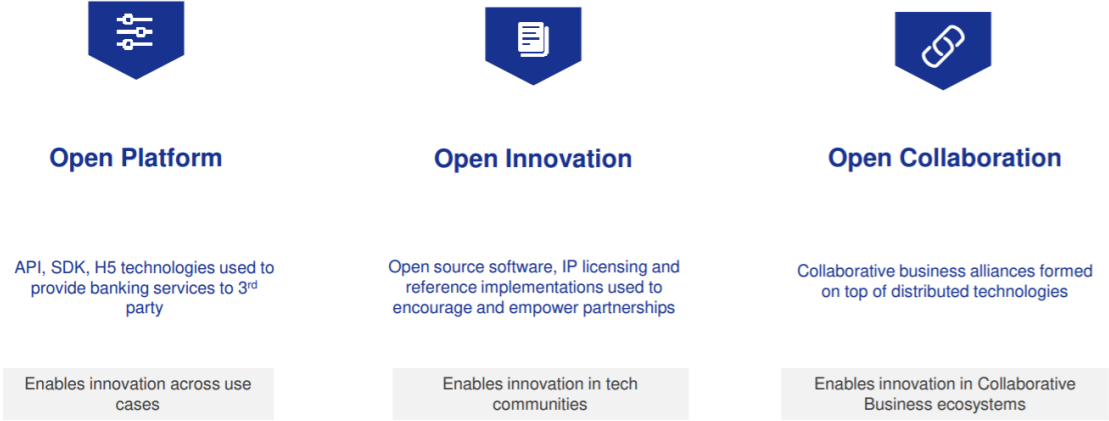 Open Platform
API, SDK, H5 technologies used to
provide banking services to 3rd
party
Enables innovation across use
cases
Open Innovation
Open source software, IP licensing and
reference implementations used to
encourage and empower partnerships
Enables innovation in tech
communities
Open Collaboration
Collaborative business alliances formed
on top of distributed technologies
Enables innovation in Collaborative
Business ecosystems